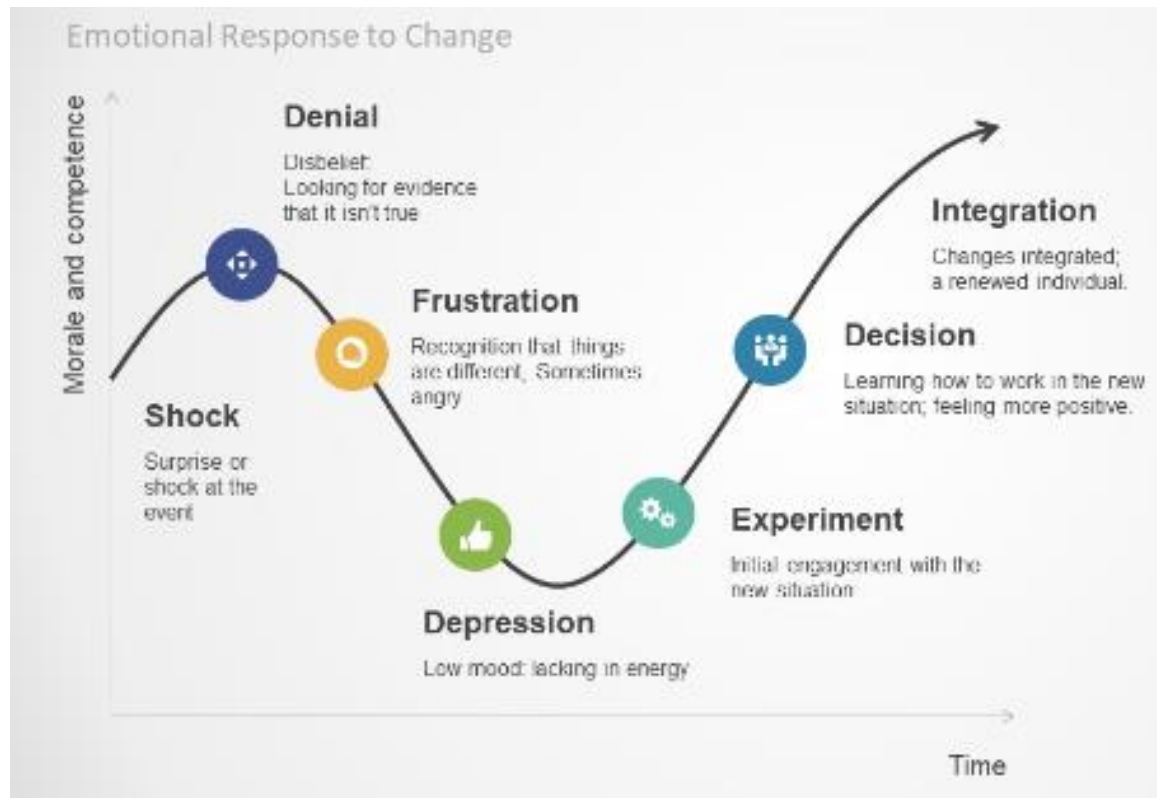 Emotional Response to Change
Morale and competence
Denial
Disbelief:
Looking for evidence
that it isn't true
Frustration
Recognition that things
are different, Sometimes
angry
Shock
Surprise or
shock at the
event
Depression
Low mood: lacking in energy
Experiment
Initial engagement with the
new situation
Decision
Learning how to work in the new
situation; feeling more positive.
Integration
Changes integrated;
a renewed individual.
Time